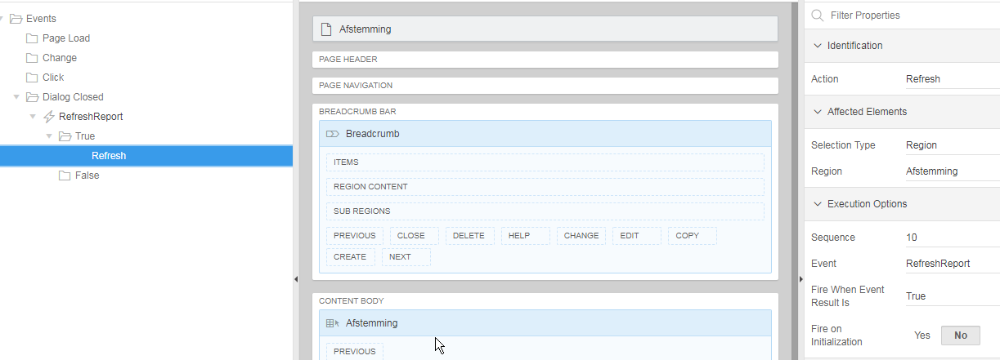 Events
Page Load
Change
Click
Dialog Closed
RefreshReport
True
Refresh
False
Afstemming
PAGE HEADER
PAGE NAVIGATION
BREADCRUMB BAR
Breadcrumb
ITEMS
REGION CONTENT
SUB REGIONS
PREVIOUS CLOSE DELETE HELP CHANGE EDIT COPY
CREATE NEXT
CONTENT BODY
Afstemming
PREVIOUS
Filter Properties
Identification
Action Refresh
Affected Elements
Selection Type Region
Region Afstemming
Execution Options
Sequence 10
Event RefreshReport
Fire When Event
Result Is True
Fire on
Initialization Yes No